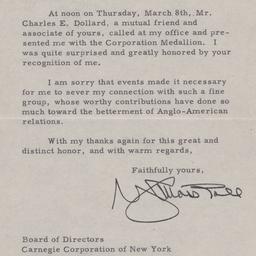 At noon on Thursday, March 8th, Mr.
Charles E. Dollard, a mutual friend and
associate of yours, called at my office and pre-
sented me with the Corporation Medallion. I
was quite surprised and greatly honored by your
recognition of me.
I am sorry that events made it necessary
for me to sever my connection with such a fine
group, whose worthy contributions have done so
much toward the betterment of Anglo-American
relations.
With my thanks again for this great and
distinct honor, and with warm regards,
Faithfully yours,
Board of Directors
Carnegie Corporation of New York